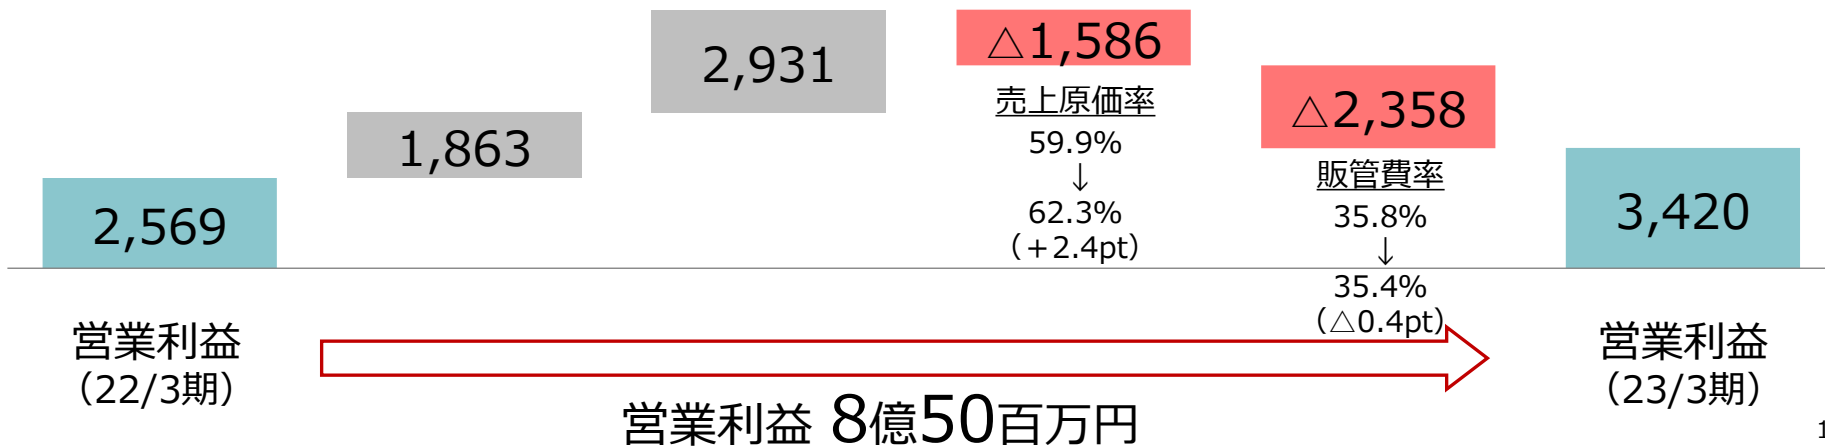 2,569
1,863
2,931
△1,586
売上原価率
59.9%
↓
62.3%
（＋2.4pt）
△2,358
販管費率
35.8%
↓
35.4%
（△0.4pt）
3,420
営業利益
（22/3期）
営業利益
（23/3期）
営業利益 8億50百万円
1